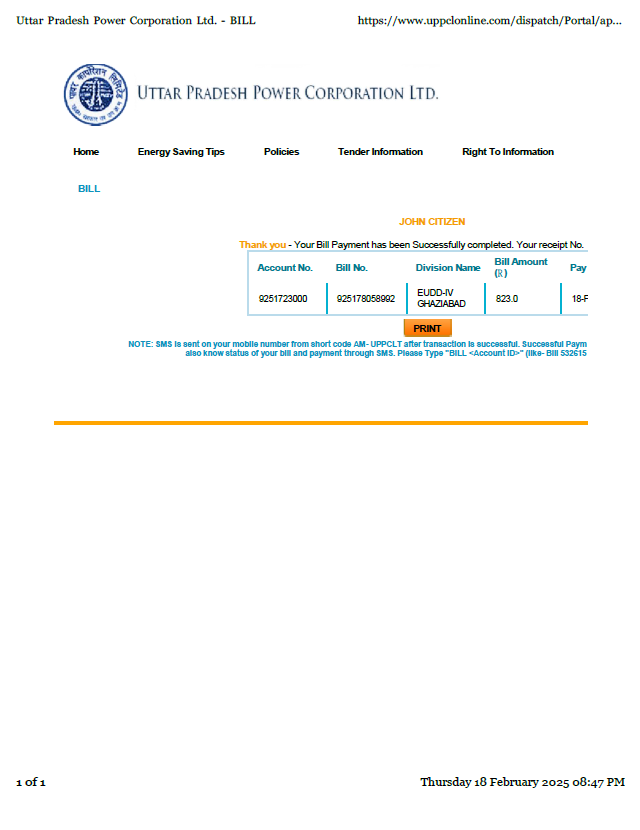 Uttar Pradesh Power Corporation Ltd. - BILL https://www.uppclonline.com/dispatch/Portal/ap...
UTTAR PRADESH POWER CORPORATION LTD.
Home Energy Saving Tips Policies Tender Information Right To Information
BILL
JOHN CITIZEN
Thank you - Your Bill Payment has been Successfully completed. Your receipt No.
Account No. Bill No. Division Name Bill Amount (R) Pay
9251723000 925178058992 EUDD-IV GHAZIABAD 823.0 18-F
PRINT
NOTE: SMS is sent on your mobile number from short code AM- UPPCLT after transaction is successful. Successful Paym
also know status of your bill and payment through SMS. Please Type "BILL <Account ID>" (like- Bill 532615
1 of 1 Thursday 18 February 2025 08:47 PM